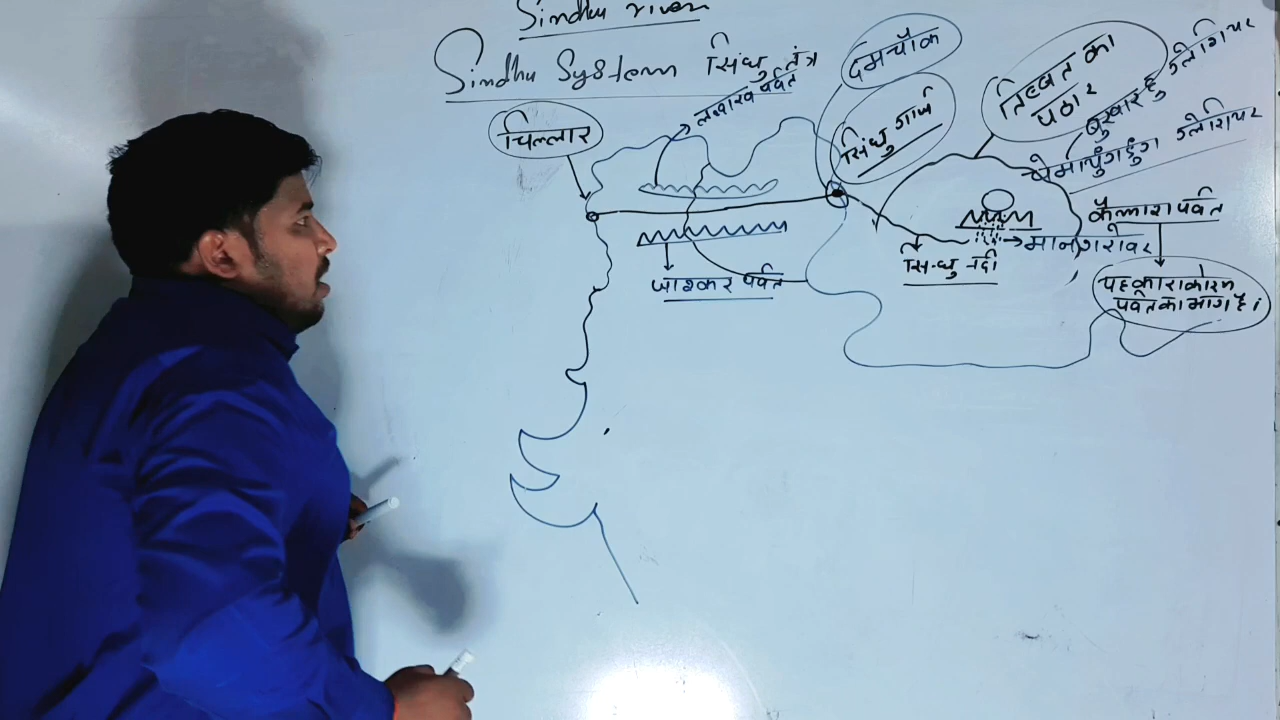 Sindhu river
Sindhu System सिंधु तंत्र
दमचॉक
तिब्बत का
पठार
बुखार हु ग्लेशियर
चिल्लार
लद्दाख पर्वत
सिंधु गार्ज
ग्लेशियर
कैलाश पर्वत
सिन्धु नदी
मानसरोवर
जाश्कर पर्वत
यह काराकोरम
पर्वत का भाग है।